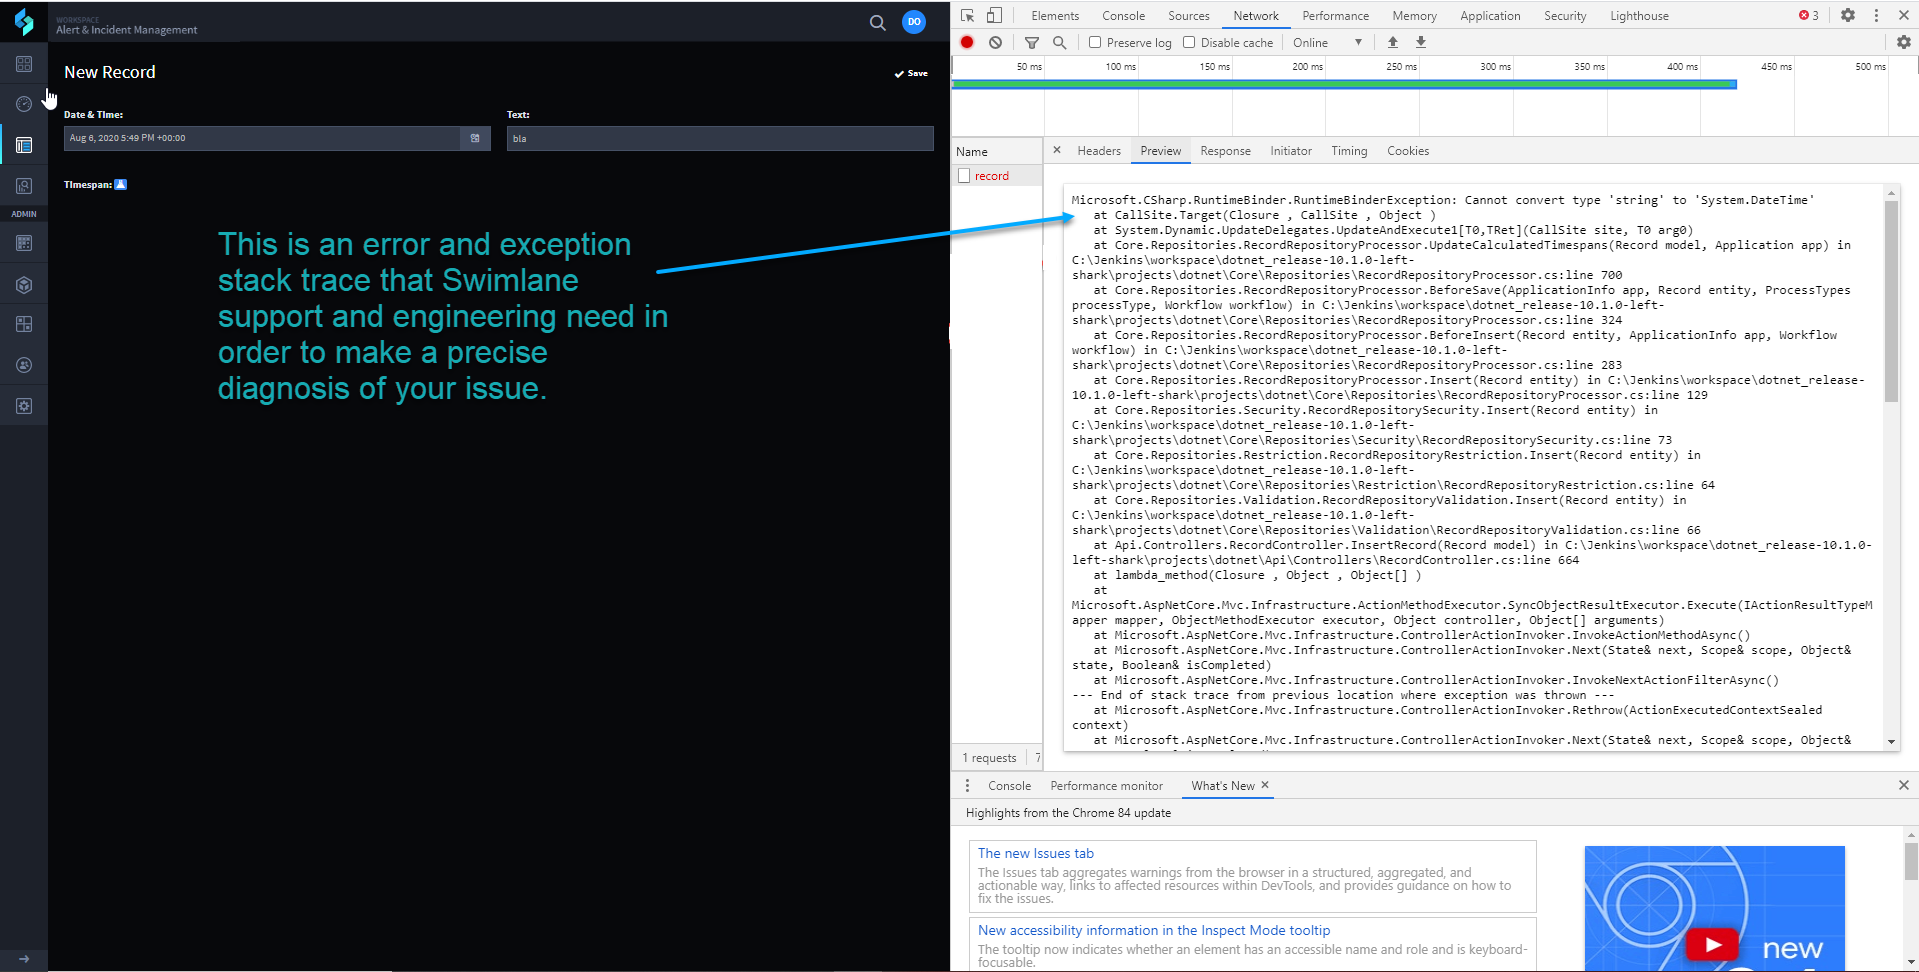 WORKSPACE
Alert & Incident Management
DO
New Record
Save
Date & Time:
Aug 6, 2020 5:49 PM +00:00
Text:
bla
Timespan:
ADMIN
This is an error and exception
stack trace that Swimlane
support and engineering need in
order to make a precise
diagnosis of your issue.
Elements Console Sources Network Performance Memory Application Security Lighthouse 3
Preserve log Disable cache Online
50 ms 100 ms 150 ms 200 ms 250 ms 300 ms 350 ms 400 ms 450 ms 500 ms
Name
record
Headers Preview Response Initiator Timing Cookies
Microsoft.CSharp.RuntimeBinder.RuntimeBinderException: Cannot convert type 'string' to 'System.DateTime'
at CallSite.Target(Closure , CallSite , Object )
at System.Dynamic.UpdateDelegates.UpdateAndExecute1[T0,TRet](CallSite site, T0 arg0)
at Core.Repositories.RecordRepositoryProcessor.UpdateCalculatedTimespans(Record model, Application app) in
C:\Jenkins\workspace\dotnet_release-10.1.0-left-
shark\projects\dotnet\Core\Repositories\RecordRepositoryProcessor.cs:line 700
at Core.Repositories.RecordRepositoryProcessor.BeforeSave(ApplicationInfo app, Record entity, ProcessTypes
processType, Workflow workflow) in C:\Jenkins\workspace\dotnet_release-10.1.0-left-
shark\projects\dotnet\Core\Repositories\RecordRepositoryProcessor.cs:line 324
at Core.Repositories.RecordRepositoryProcessor.BeforeInsert(Record entity, ApplicationInfo app, Workflow
workflow) in C:\Jenkins\workspace\dotnet_release-10.1.0-left-
shark\projects\dotnet\Core\Repositories\RecordRepositoryProcessor.cs:line 283
at Core.Repositories.RecordRepositoryProcessor.Insert(Record entity) in C:\Jenkins\workspace\dotnet_release-
10.1.0-left-shark\projects\dotnet\Core\Repositories\RecordRepositoryProcessor.cs:line 129
at Core.Repositories.Security.RecordRepositorySecurity.Insert(Record entity) in
C:\Jenkins\workspace\dotnet_release-10.1.0-left-
shark\projects\dotnet\Core\Repositories\Security\RecordRepositorySecurity.cs:line 73
at Core.Repositories.Restriction.RecordRepositoryRestriction.Insert(Record entity) in
C:\Jenkins\workspace\dotnet_release-10.1.0-left-
shark\projects\dotnet\Core\Repositories\Restriction\RecordRepositoryRestriction.cs:line 64
at Core.Repositories.Validation.RecordRepositoryValidation.Insert(Record entity) in
C:\Jenkins\workspace\dotnet_release-10.1.0-left-
shark\projects\dotnet\Core\Repositories\Validation\RecordRepositoryValidation.cs:line 66
at Api.Controllers.RecordController.InsertRecord(Record model) in C:\Jenkins\workspace\dotnet_release-10.1.0-
left-shark\projects\dotnet\Api\Controllers\RecordController.cs:line 664
at lambda_method(Closure , Object , Object[] )
at
Microsoft.AspNetCore.Mvc.Infrastructure.ActionMethodExecutor.SyncObjectResultExecutor.Execute(IActionResultTypeM
apper mapper, ObjectMethodExecutor executor, Object controller, Object[] arguments)
at Microsoft.AspNetCore.Mvc.Infrastructure.ControllerActionInvoker.InvokeActionMethodAsync()
at Microsoft.AspNetCore.Mvc.Infrastructure.ControllerActionInvoker.Next(State& next, Scope& scope, Object&
state, Boolean& isCompleted)
at Microsoft.AspNetCore.Mvc.Infrastructure.ControllerActionInvoker.InvokeNextActionFilterAsync()
--- End of stack trace from previous location where exception was thrown ---
at Microsoft.AspNetCore.Mvc.Infrastructure.ControllerActionInvoker.Rethrow(ActionExecutedContextSealed
context)
at Microsoft.AspNetCore.Mvc.Infrastructure.ControllerActionInvoker.Next(State& next, Scope& scope, Object&
1 requests 7
Console Performance monitor What's New
Highlights from the Chrome 84 update
The new Issues tab
The Issues tab aggregates warnings from the browser in a structured, aggregated, and
actionable way, links to affected resources within DevTools, and provides guidance on how to
fix the issues.
New accessibility information in the Inspect Mode tooltip
The tooltip now indicates whether an element has an accessible name and role and is keyboard-
focusable.
new